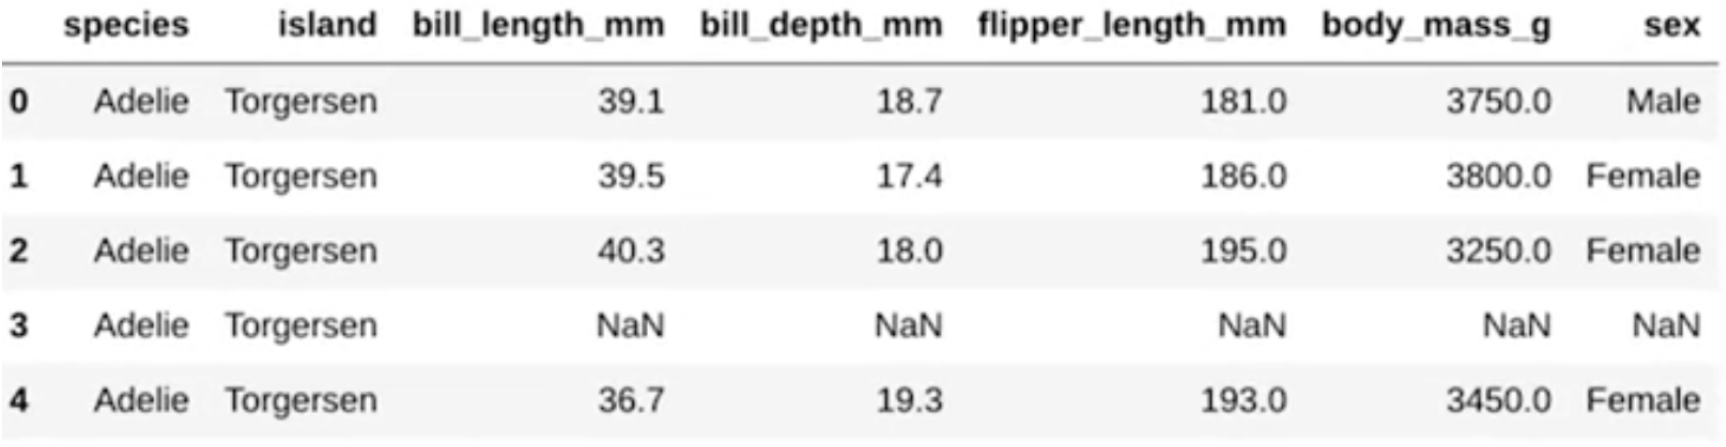 species island bill_length_mm bill_depth_mm flipper_length_mm body_mass_g sex
0 Adelie Torgersen 39.1 18.7 181.0 3750.0 Male
1 Adelie Torgersen 39.5 17.4 186.0 3800.0 Female
2 Adelie Torgersen 40.3 18.0 195.0 3250.0 Female
3 Adelie Torgersen NaN NaN NaN NaN NaN
4 Adelie Torgersen 36.7 19.3 193.0 3450.0 Female